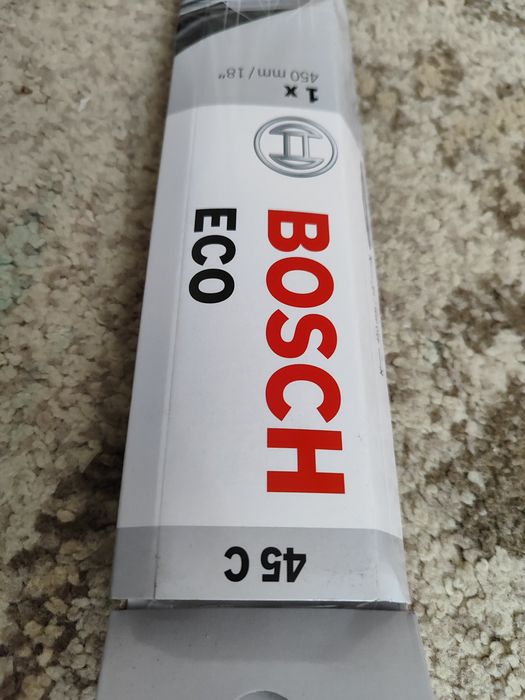 1 x
450 mm / 18"
BOSCH
ECO
45 C